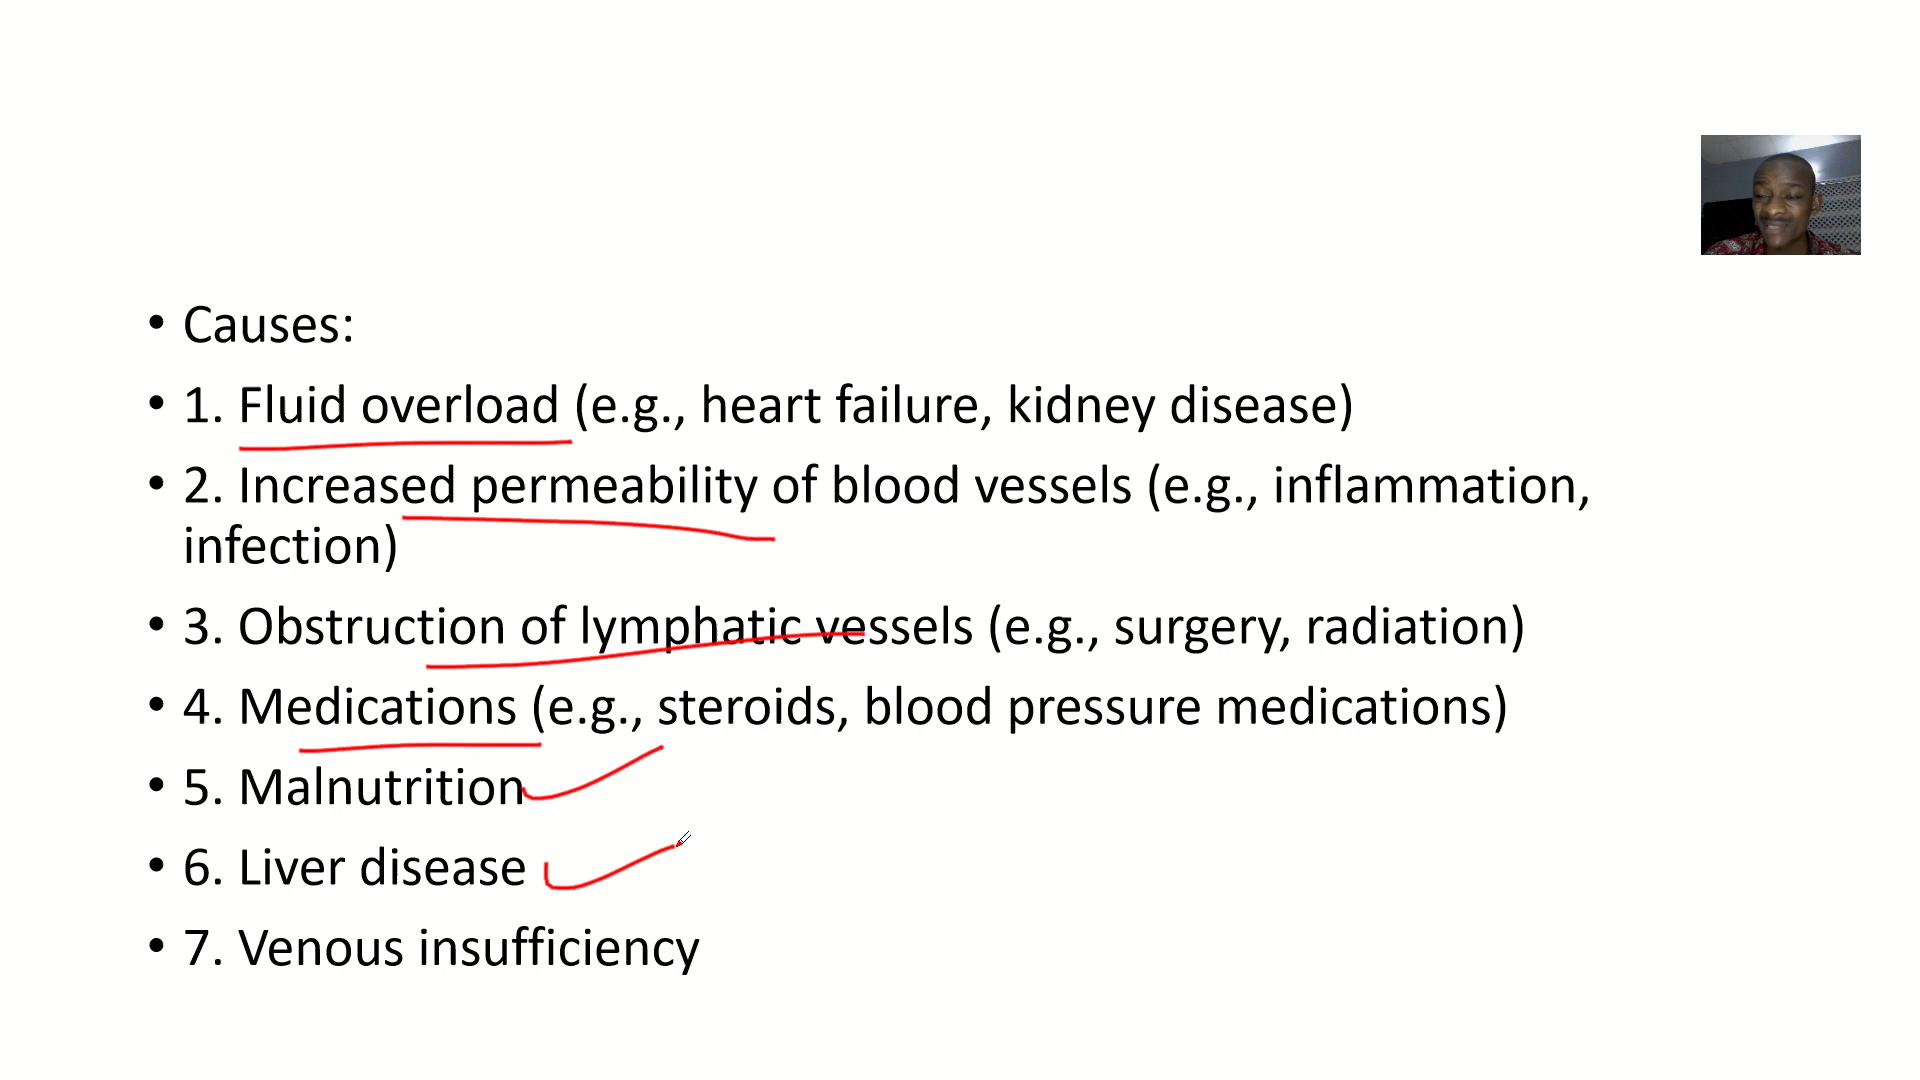 • Causes:
• 1. Fluid overload (e.g., heart failure, kidney disease)
• 2. Increased permeability of blood vessels (e.g., inflammation,
infection)
• 3. Obstruction of lymphatic vessels (e.g., surgery, radiation)
• 4. Medications (e.g., steroids, blood pressure medications)
• 5. Malnutrition
• 6. Liver disease
• 7. Venous insufficiency